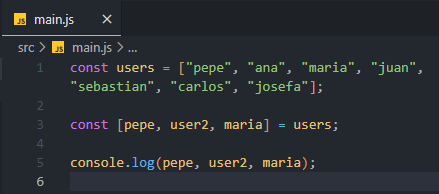 JS main.js ×
src > JS main.js > ...
1 const users = ["pepe", "ana", "maria", "juan",
"sebastian", "carlos", "josefa"];
2
3 const [pepe, user2, maria] = users;
4
5 console.log(pepe, user2, maria);
6